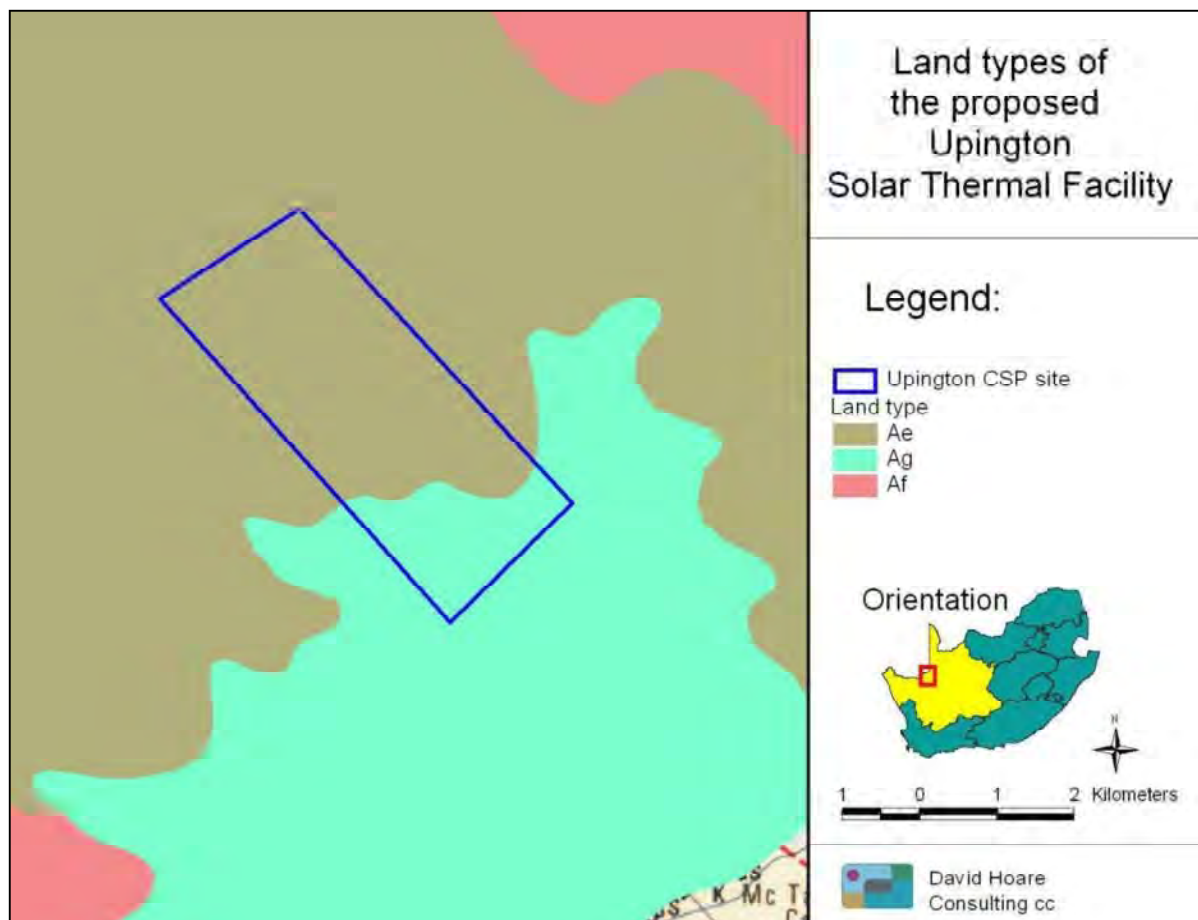 Land types of
the proposed
Upington
Solar Thermal Facility
Legend:
Upington CSP site
Land type
Ae
Ag
Af
Orientation
N
1 0 1 2 Kilometers
David Hoare
Consulting cc
K Mc T